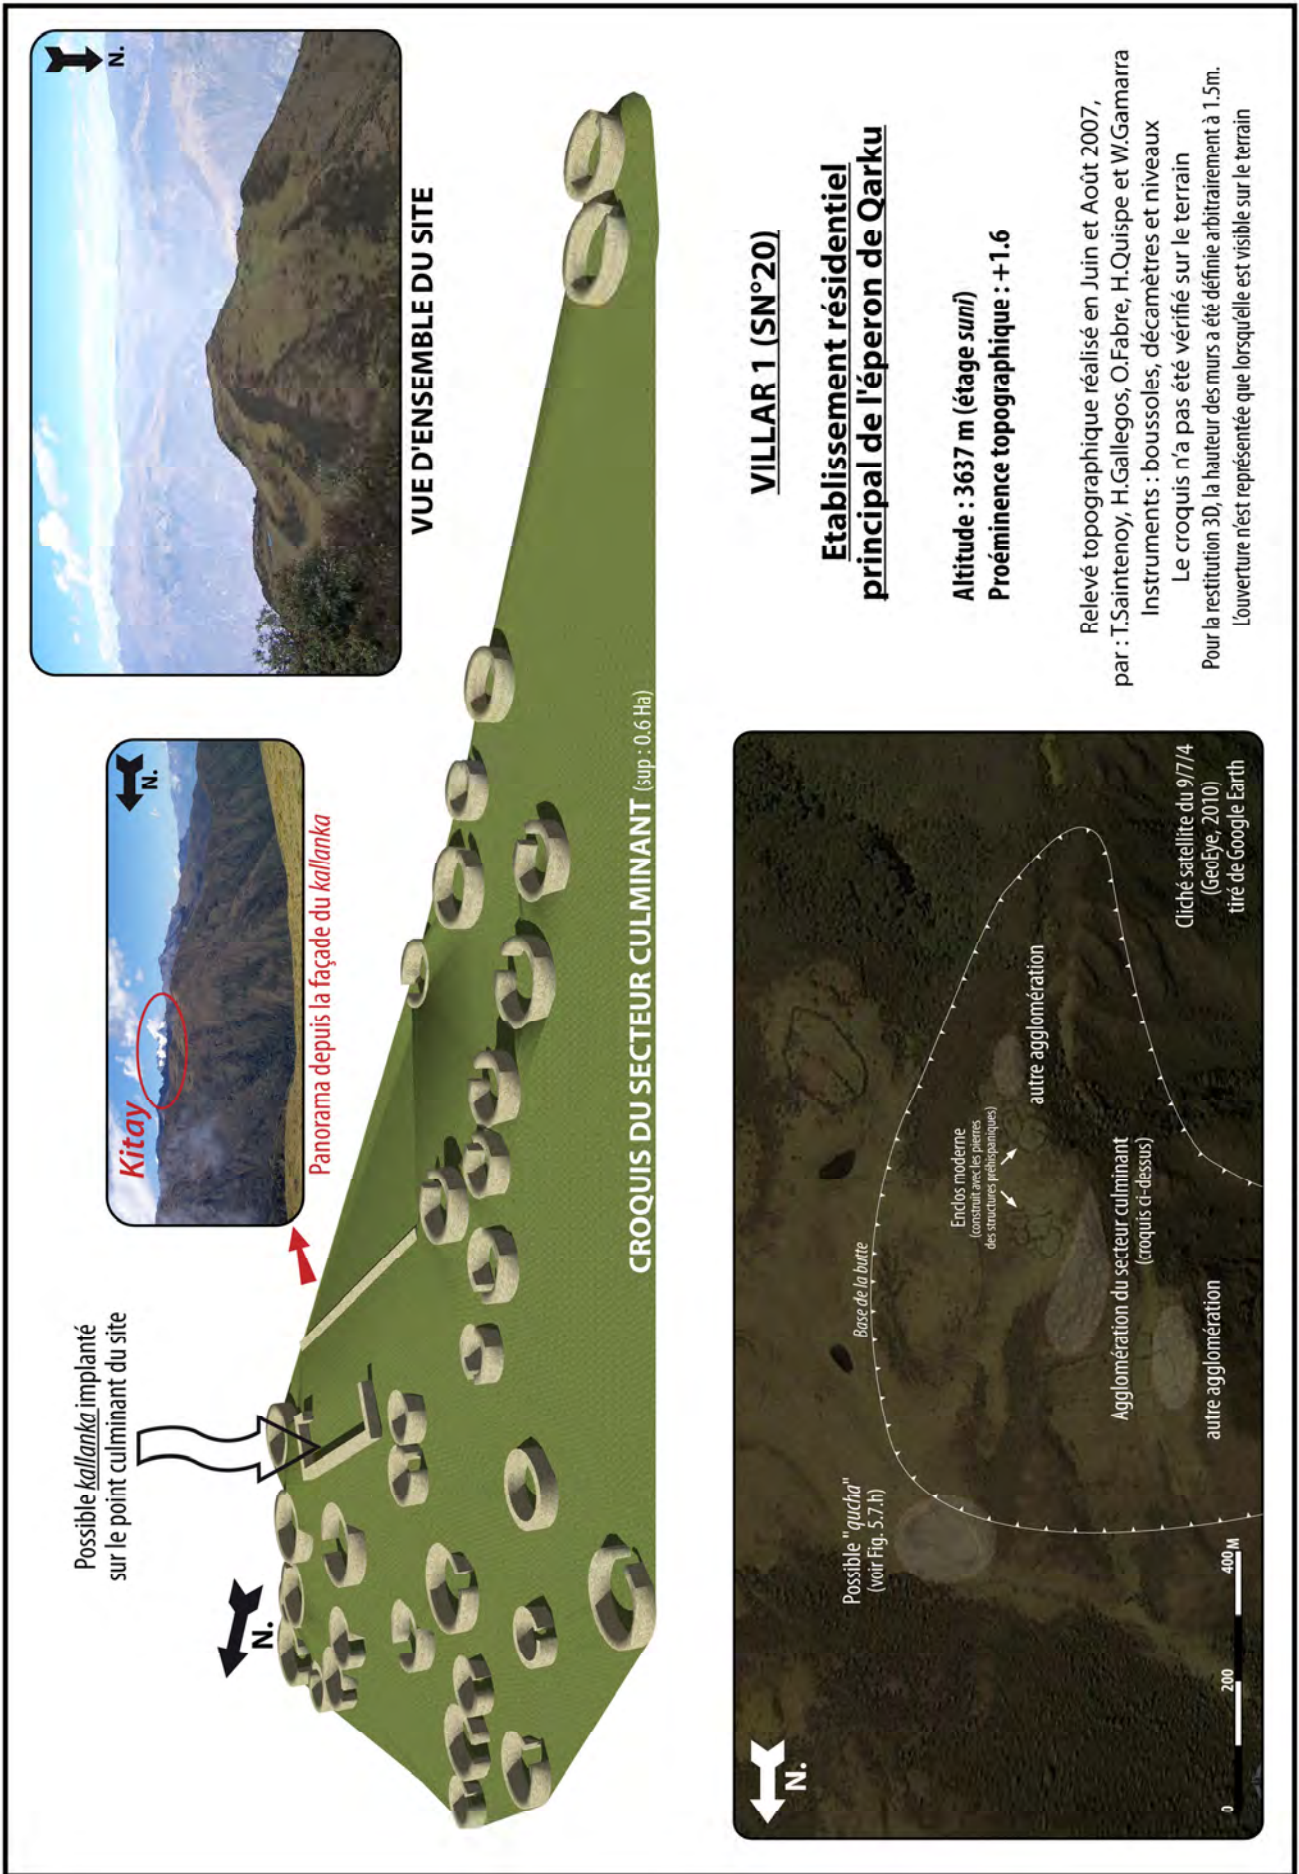 Possible kallanka implanté
sur le point culminant du site
N.
Kitay
N.
Panorama depuis la façade du kallanka
N.
VUE D'ENSEMBLE DU SITE
CROQUIS DU SECTEUR CULMINANT (sup : 0.6 Ha)
N.
Possible "qucha"
(voir Fig. 5.7.h)
Base de la butte
Enclos moderne
(construit avec les pierres
des structures préhispaniques)
autre agglomération
Agglomération du secteur culminant
(croquis ci-dessus)
autre agglomération
0 200 400 M
Cliché satellite du 9/7/4
(GeoEye, 2010)
tiré de Google Earth
VILLAR 1 (SN°20)
Etablissement résidentiel
principal de l'éperon de Qarku
Altitude : 3637 m (étage suni)
Proéminence topographique : +1.6
Relevé topographique réalisé en Juin et Août 2007,
par : T.Saintenoy, H.Gallegos, O.Fabre, H.Quispe et W.Gamarra
Instruments : boussoles, décamètres et niveaux
Le croquis n'a pas été vérifié sur le terrain
Pour la restitution 3D, la hauteur des murs a été définie arbitrairement à 1.5m.
L'ouverture n'est représentée que lorsqu'elle est visible sur le terrain